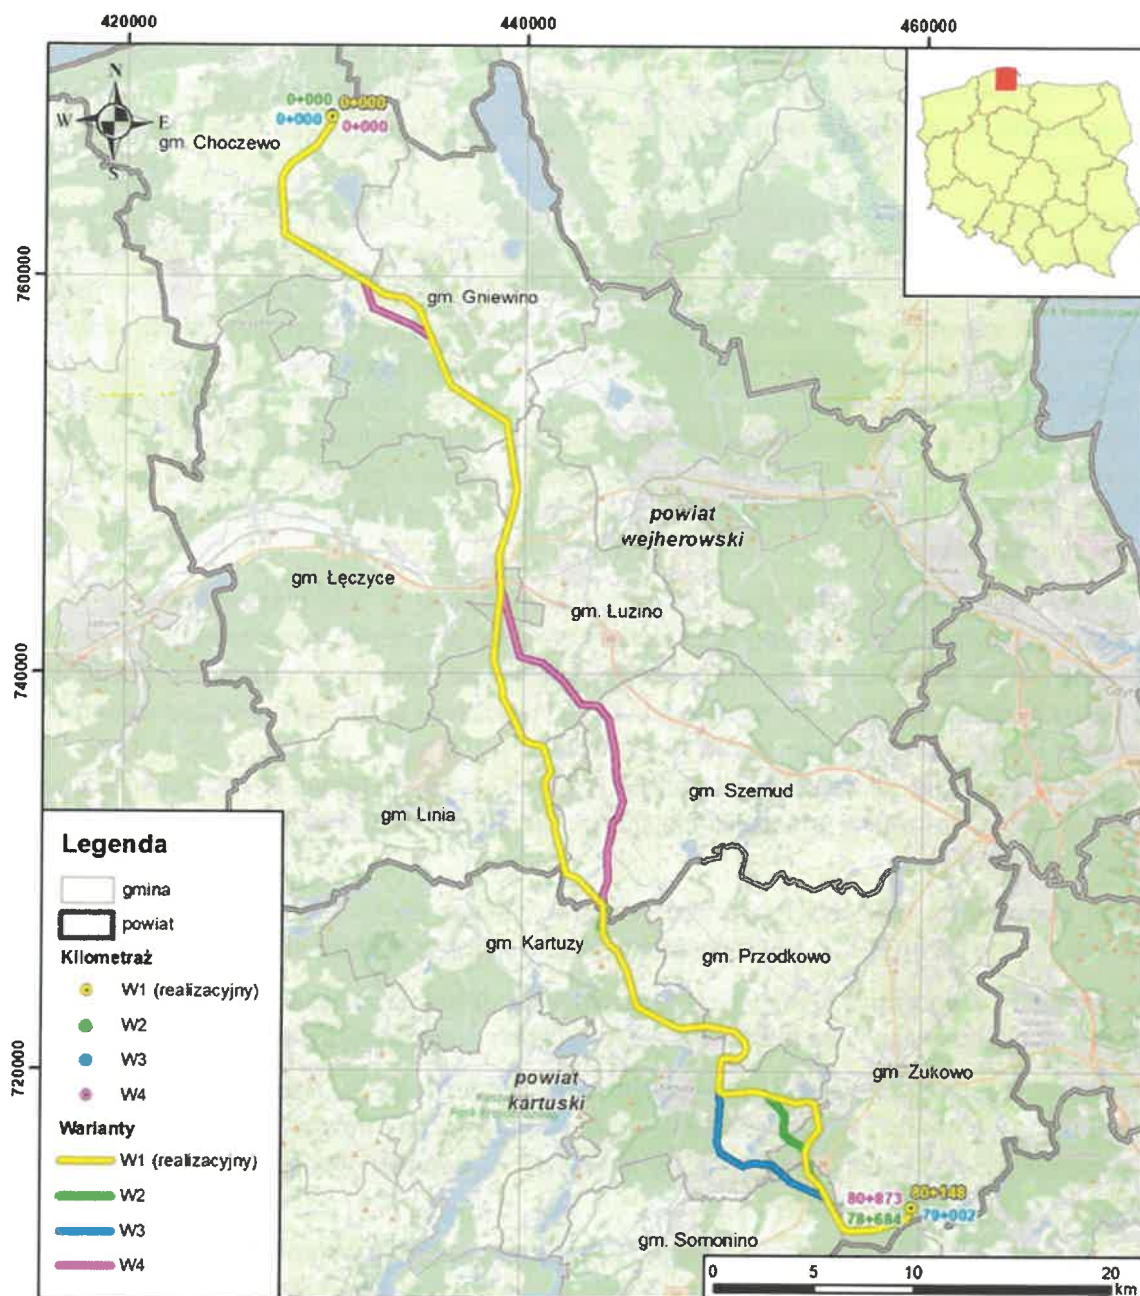 420000
440000
460000
N
W
E
S
0+000
0+000
0+000
0+000
gm. Choczewo
760000
gm. Gniewino
powiat
wejherowski
gm. Łęczyce
gm. Luzino
740000
gm. Szemud
gm. Linia
Legenda
gmina
powiat
Kilometraż
W1 (realizacyjny)
W2
W3
W4
Warianty
W1 (realizacyjny)
W2
W3
W4
gm. Kartuzy
gm. Przodkowo
720000
gm. Żukowo
powiat
kartuski
80+873
80+148
78+684
79+002
gm. Somonino
0
5
10
20
km